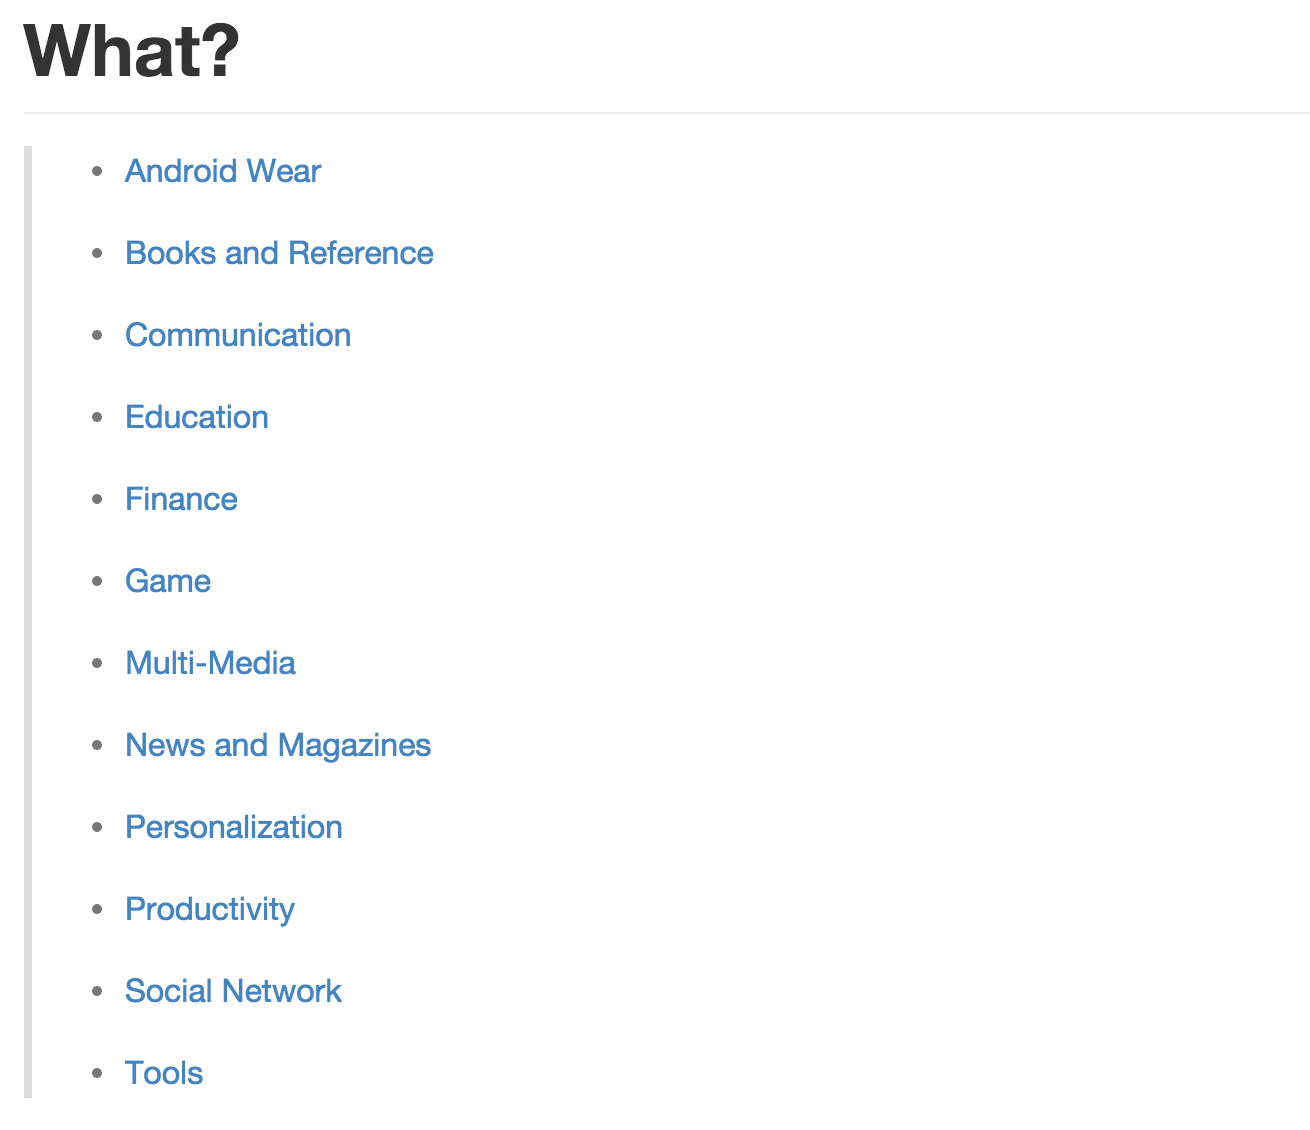 What?
Android Wear
Books and Reference
Communication
Education
Finance
Game
Multi-Media
News and Magazines
Personalization
Productivity
Social Network
Tools